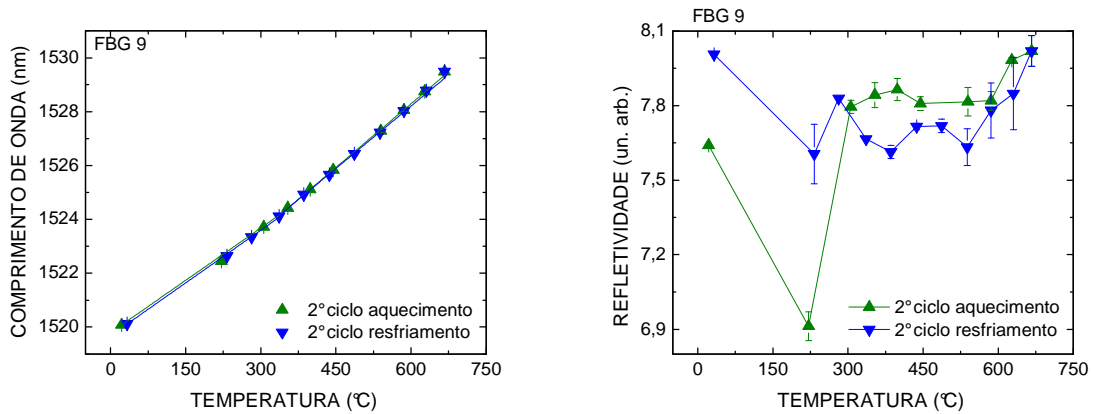 FBG 9
COMPRIMENTO DE ONDA (nm)
1530
1528
1526
1524
1522
1520
2° ciclo aquecimento
2° ciclo resfriamento
0 150 300 450 600 750
TEMPERATURA (°C)
FBG 9
REFLETIVIDADE (un. arb.)
8,1
7,8
7,5
7,2
6,9
2° ciclo aquecimento
2° ciclo resfriamento
0 150 300 450 600 750
TEMPERATURA (°C)